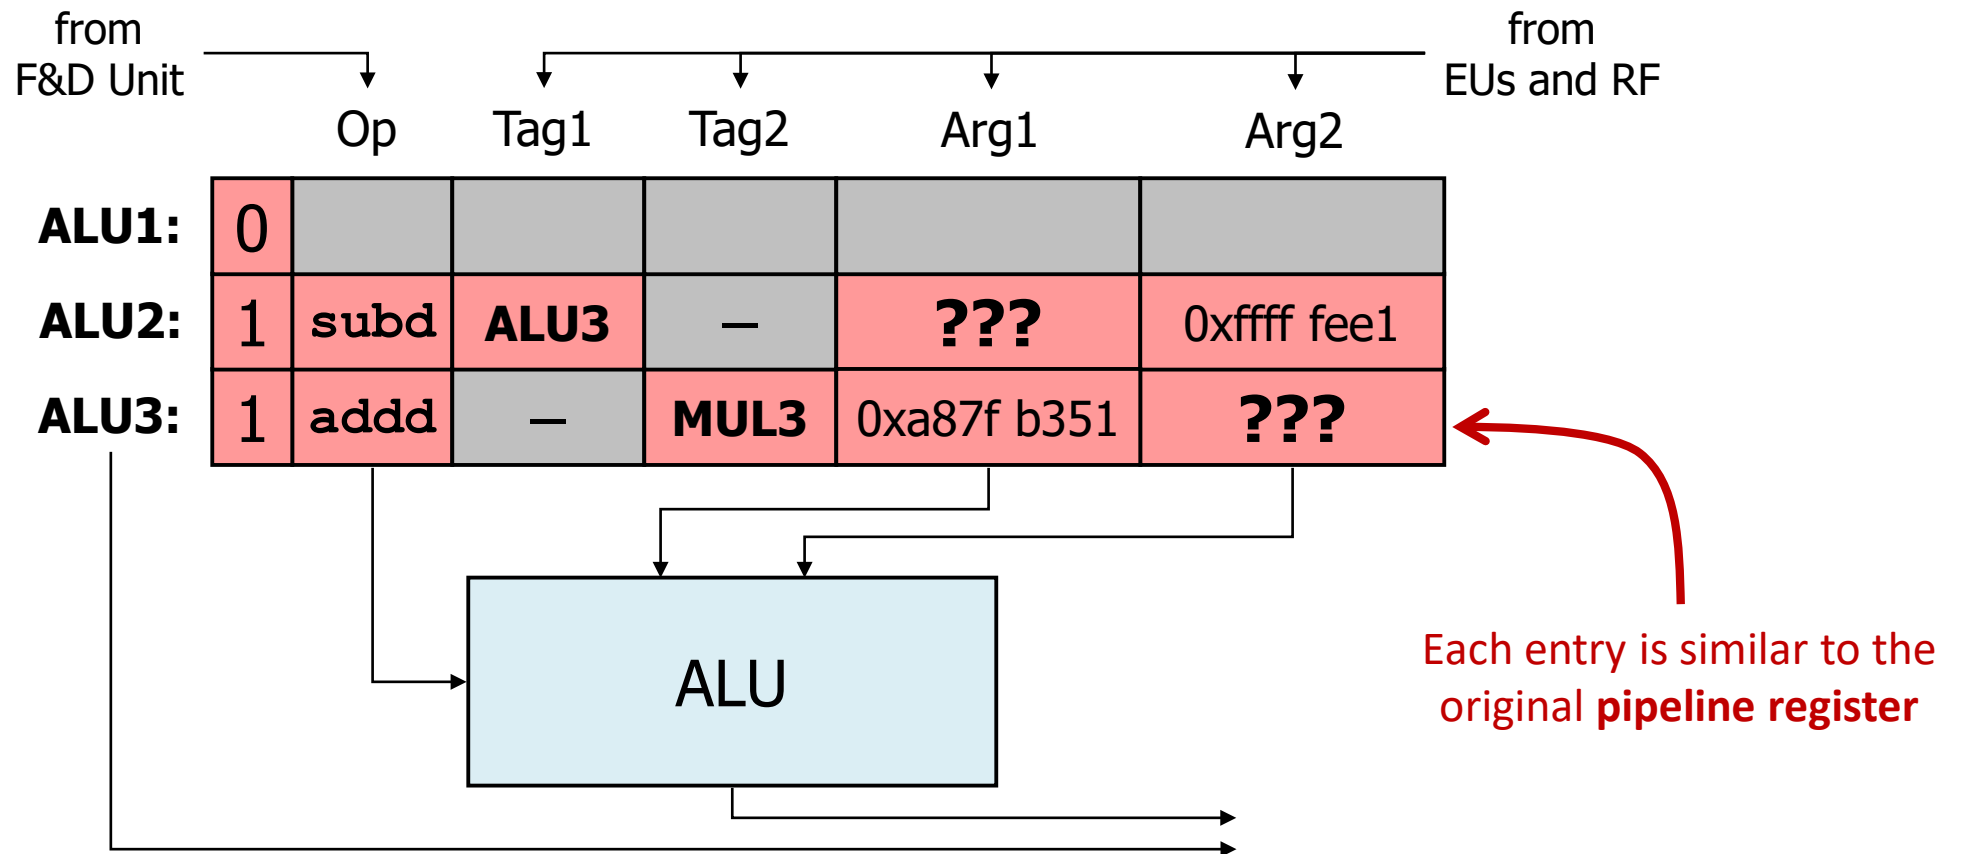 from
F&D Unit
from
EUs and RF
Op Tag1 Tag2 Arg1 Arg2
ALU1: 0
ALU2: 1 subd ALU3 – ??? 0xffff fee1
ALU3: 1 addd – MUL3 0xa87f b351 ???
ALU
Each entry is similar to the
original pipeline register